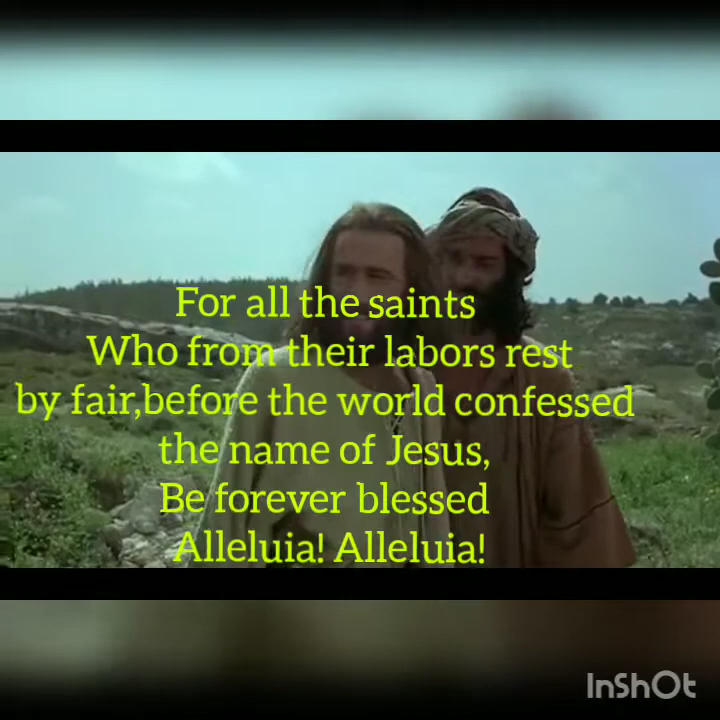 For all the saints
Who from their labors rest
by fair,before the world confessed
the name of Jesus,
Be forever blessed
Alleluia! Alleluia!
InShOt